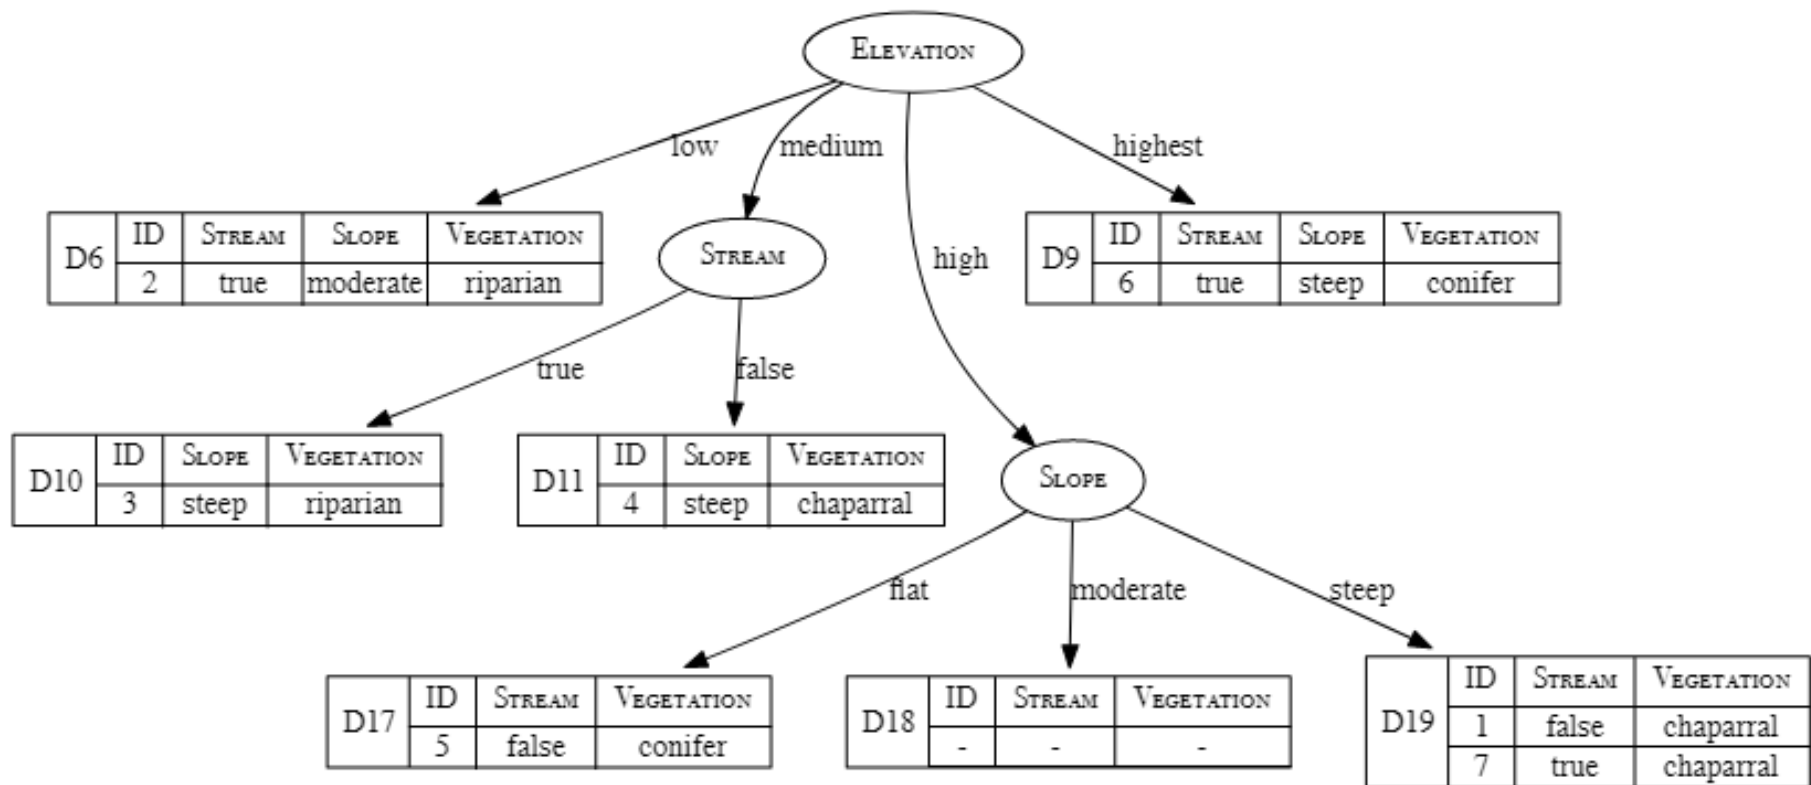 ELEVATION
low medium highest
D6 ID STREAM SLOPE VEGETATION
2 true moderate riparian
STREAM
high
D9 ID STREAM SLOPE VEGETATION
6 true steep conifer
true false
D10 ID SLOPE VEGETATION
3 steep riparian
D11 ID SLOPE VEGETATION
4 steep chaparral
SLOPE
flat moderate steep
D17 ID STREAM VEGETATION
5 false conifer
D18 ID STREAM VEGETATION
- - -
D19 ID STREAM VEGETATION
1 false chaparral
7 true chaparral